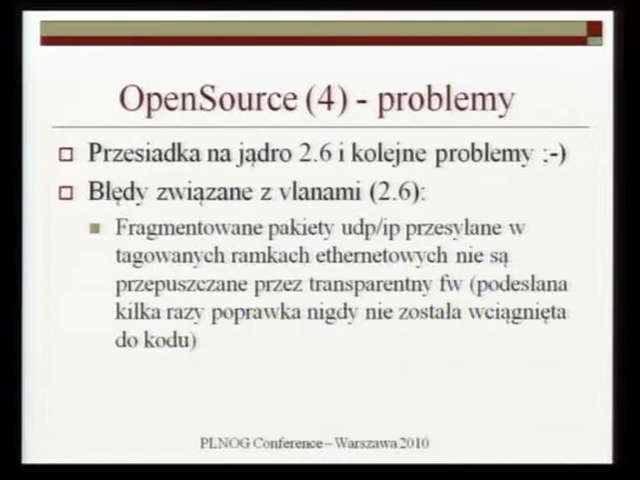 OpenSource (4) - problemy
Przesiadka na jądro 2.6 i kolejne problemy ;-)
Błędy związane z vlanami (2.6):
Fragmentowane pakiety udp/ip przesyłane w
tagowanych ramkach ethernetowych nie są
przepuszczane przez transparentny fw (podesłana
kilka razy poprawka nigdy nie została wciągnięta
do kodu)
PLNOG Conference – Warszawa 2010